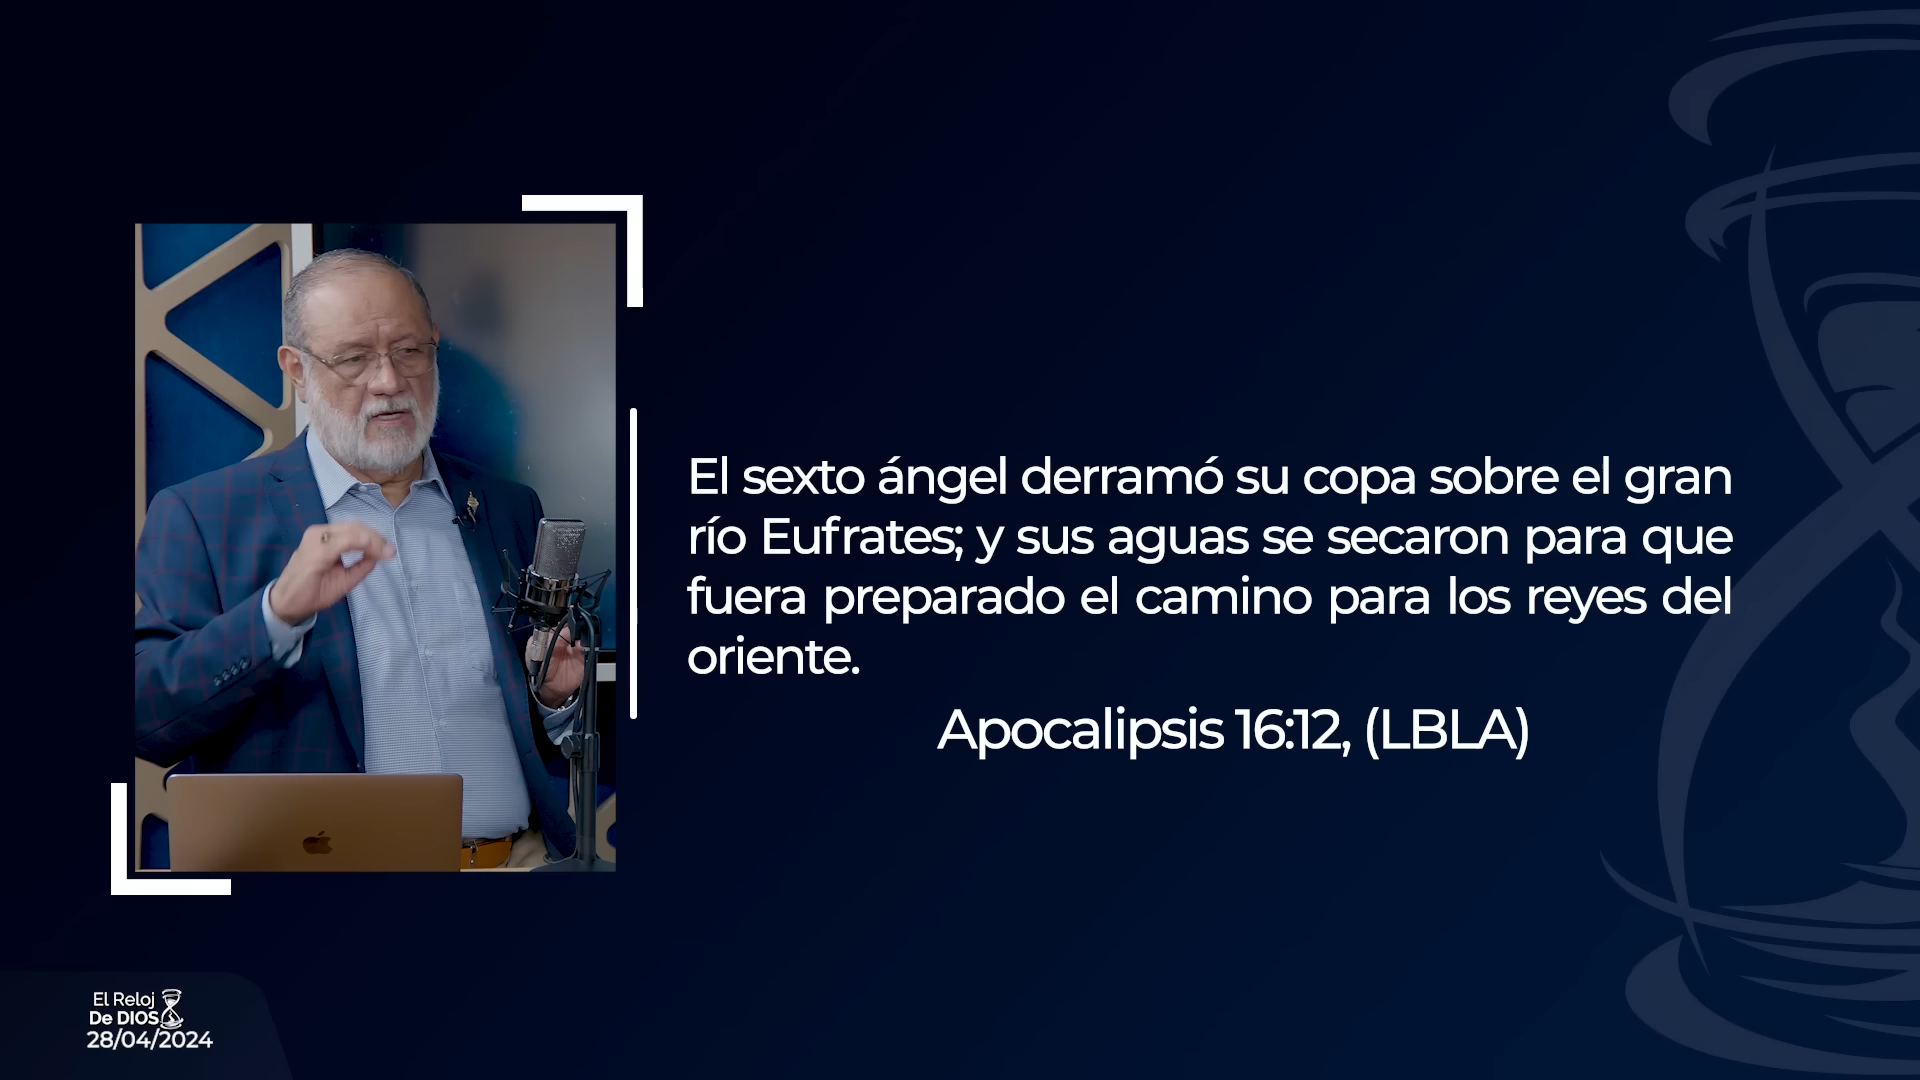 El sexto ángel derramó su copa sobre el gran
río Eufrates; y sus aguas se secaron para que
fuera preparado el camino para los reyes del
oriente.
Apocalipsis 16:12, (LBLA)
El Reloj
De DIOS
28/04/2024